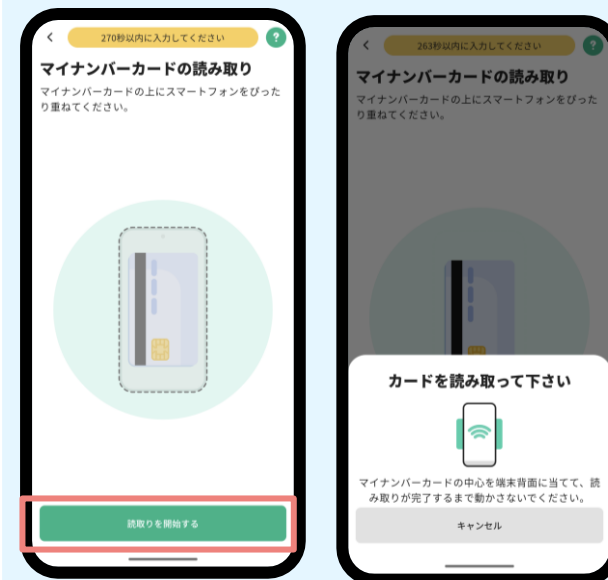 270秒以内に入力してください
?
マイナンバーカードの読み取り
マイナンバーカードの上にスマートフォンをぴった
り重ねてください。
読取りを開始する
263秒以内に入力してください
?
マイナンバーカードの読み取り
マイナンバーカードの上にスマートフォンをぴった
り重ねてください。
カードを読み取って下さい
マイナンバーカードの中心を端末背面に当てて、読
み取りが完了するまで動かさないでください。
キャンセル